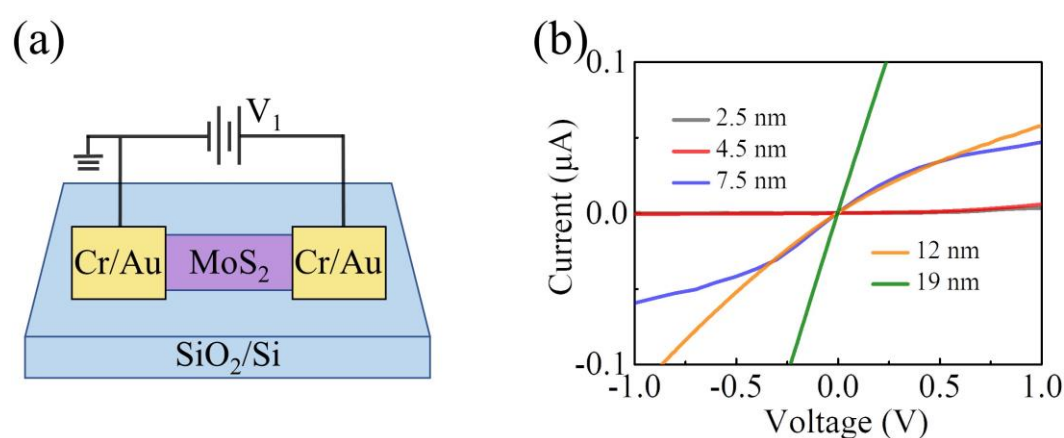 (a)
V₁
Cr/Au
MoS₂
Cr/Au
SiO₂/Si
(b)
Current (μA)
0.1
0.0
-0.1
2.5 nm
4.5 nm
7.5 nm
12 nm
19 nm
-1.0
-0.5
0.0
0.5
1.0
Voltage (V)